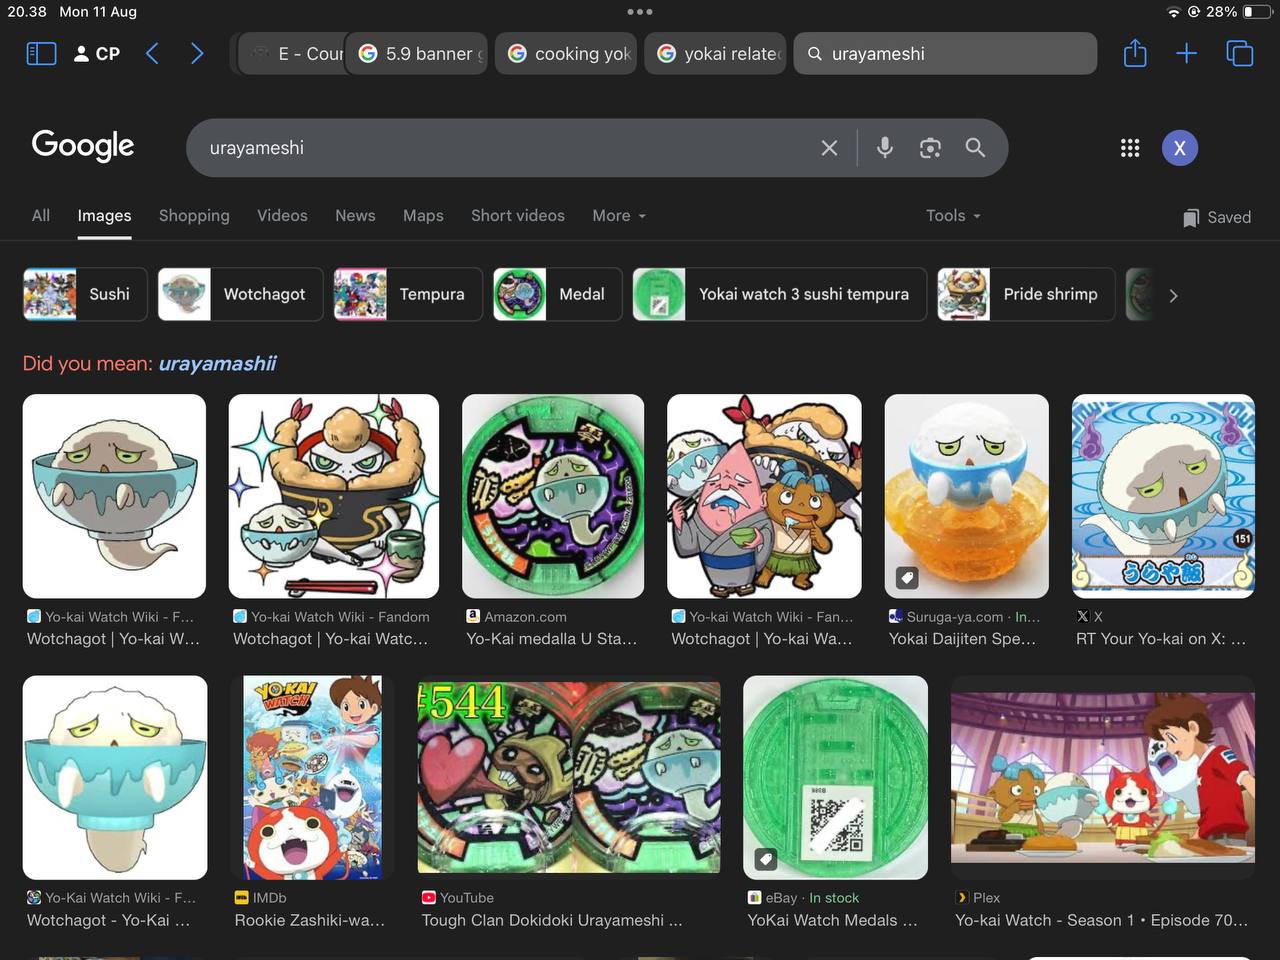 20.38 Mon 11 Aug
28%
CP
E - Cour
5.9 banner g
cooking yok
yokai relate
urayameshi
Google
urayameshi
X
All
Images
Shopping
Videos
News
Maps
Short videos
More
Tools
Saved
Sushi
Wotchagot
Tempura
Medal
Yokai watch 3 sushi tempura
Pride shrimp
Did you mean: urayamashii
151
うらや飯
Yo-kai Watch Wiki - F...
Wotchagot | Yo-kai W...
Yo-kai Watch Wiki - Fandom
Wotchagot | Yo-kai Watc...
Amazon.com
Yo-Kai medalla U Sta...
Yo-kai Watch Wiki - Fan...
Wotchagot | Yo-kai Wa...
Suruga-ya.com · In...
Yokai Daijiten Spe...
X
RT Your Yo-kai on X: ...
YO-KAI
WATCH
#544
Yo-Kai Watch Wiki - F...
Wotchagot - Yo-Kai ...
IMDb
Rookie Zashiki-wa...
YouTube
Tough Clan Dokidoki Urayameshi ...
eBay · In stock
YoKai Watch Medals ...
Plex
Yo-kai Watch - Season 1 • Episode 70...